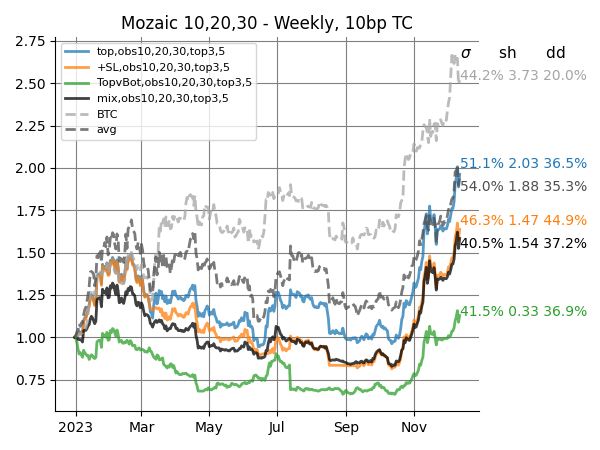 Mozaic 10,20,30 - Weekly, 10bp TC
2.75
2.50
2.25
2.00
1.75
1.50
1.25
1.00
0.75
top,obs10,20,30,top3,5
+SL,obs10,20,30,top3,5
TopvBot,obs10,20,30,top3,5
mix,obs10,20,30,top3,5
BTC
avg
σ sh dd
44.2% 3.73 20.0%
51.1% 2.03 36.5%
54.0% 1.88 35.3%
46.3% 1.47 44.9%
40.5% 1.54 37.2%
41.5% 0.33 36.9%
2023 Mar May Jul Sep Nov